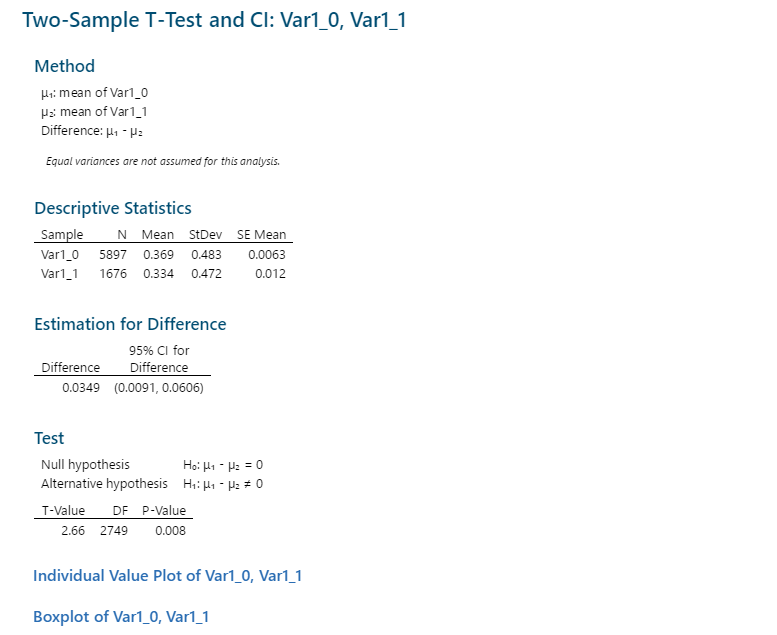 Two-Sample T-Test and CI: Var1_0, Var1_1
Method
μ₁: mean of Var1_0
μ₂: mean of Var1_1
Difference: μ₁ - μ₂
Equal variances are not assumed for this analysis.
Descriptive Statistics
Sample N Mean StDev SE Mean
Var1_0 5897 0.369 0.483 0.0063
Var1_1 1676 0.334 0.472 0.012
Estimation for Difference
95% CI for
Difference Difference
0.0349 (0.0091, 0.0606)
Test
Null hypothesis H₀: μ₁ - μ₂ = 0
Alternative hypothesis H₁: μ₁ - μ₂ ≠ 0
T-Value DF P-Value
2.66 2749 0.008
Individual Value Plot of Var1_0, Var1_1
Boxplot of Var1_0, Var1_1